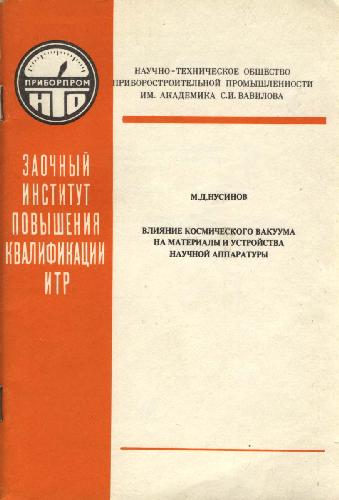 ПРИБОРПРОМ
НТО
НАУЧНО-ТЕХНИЧЕСКОЕ ОБЩЕСТВО
ПРИБОРОСТРОИТЕЛЬНОЙ ПРОМЫШЛЕННОСТИ
ИМ. АКАДЕМИКА С.И. ВАВИЛОВА
ЗАОЧНЫЙ
ИНСТИТУТ
ПОВЫШЕНИЯ
КВАЛИФИКАЦИИ
ИТР
М.Д.НУСИНОВ
ВЛИЯНИЕ КОСМИЧЕСКОГО ВАКУУМА
НА МАТЕРИАЛЫ И УСТРОЙСТВА
НАУЧНОЙ АППАРАТУРЫ